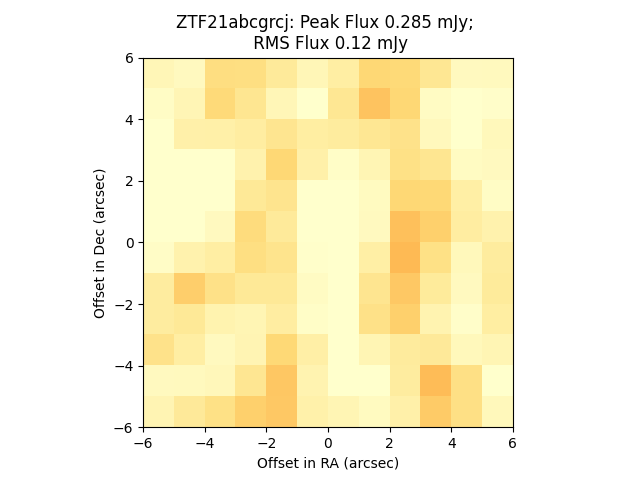 ZTF21abcgrcj: Peak Flux 0.285 mJy;
RMS Flux 0.12 mJy
6
4
2
0
−2
−4
−6
Offset in Dec (arcsec)
−6 −4 −2 0 2 4 6
Offset in RA (arcsec)